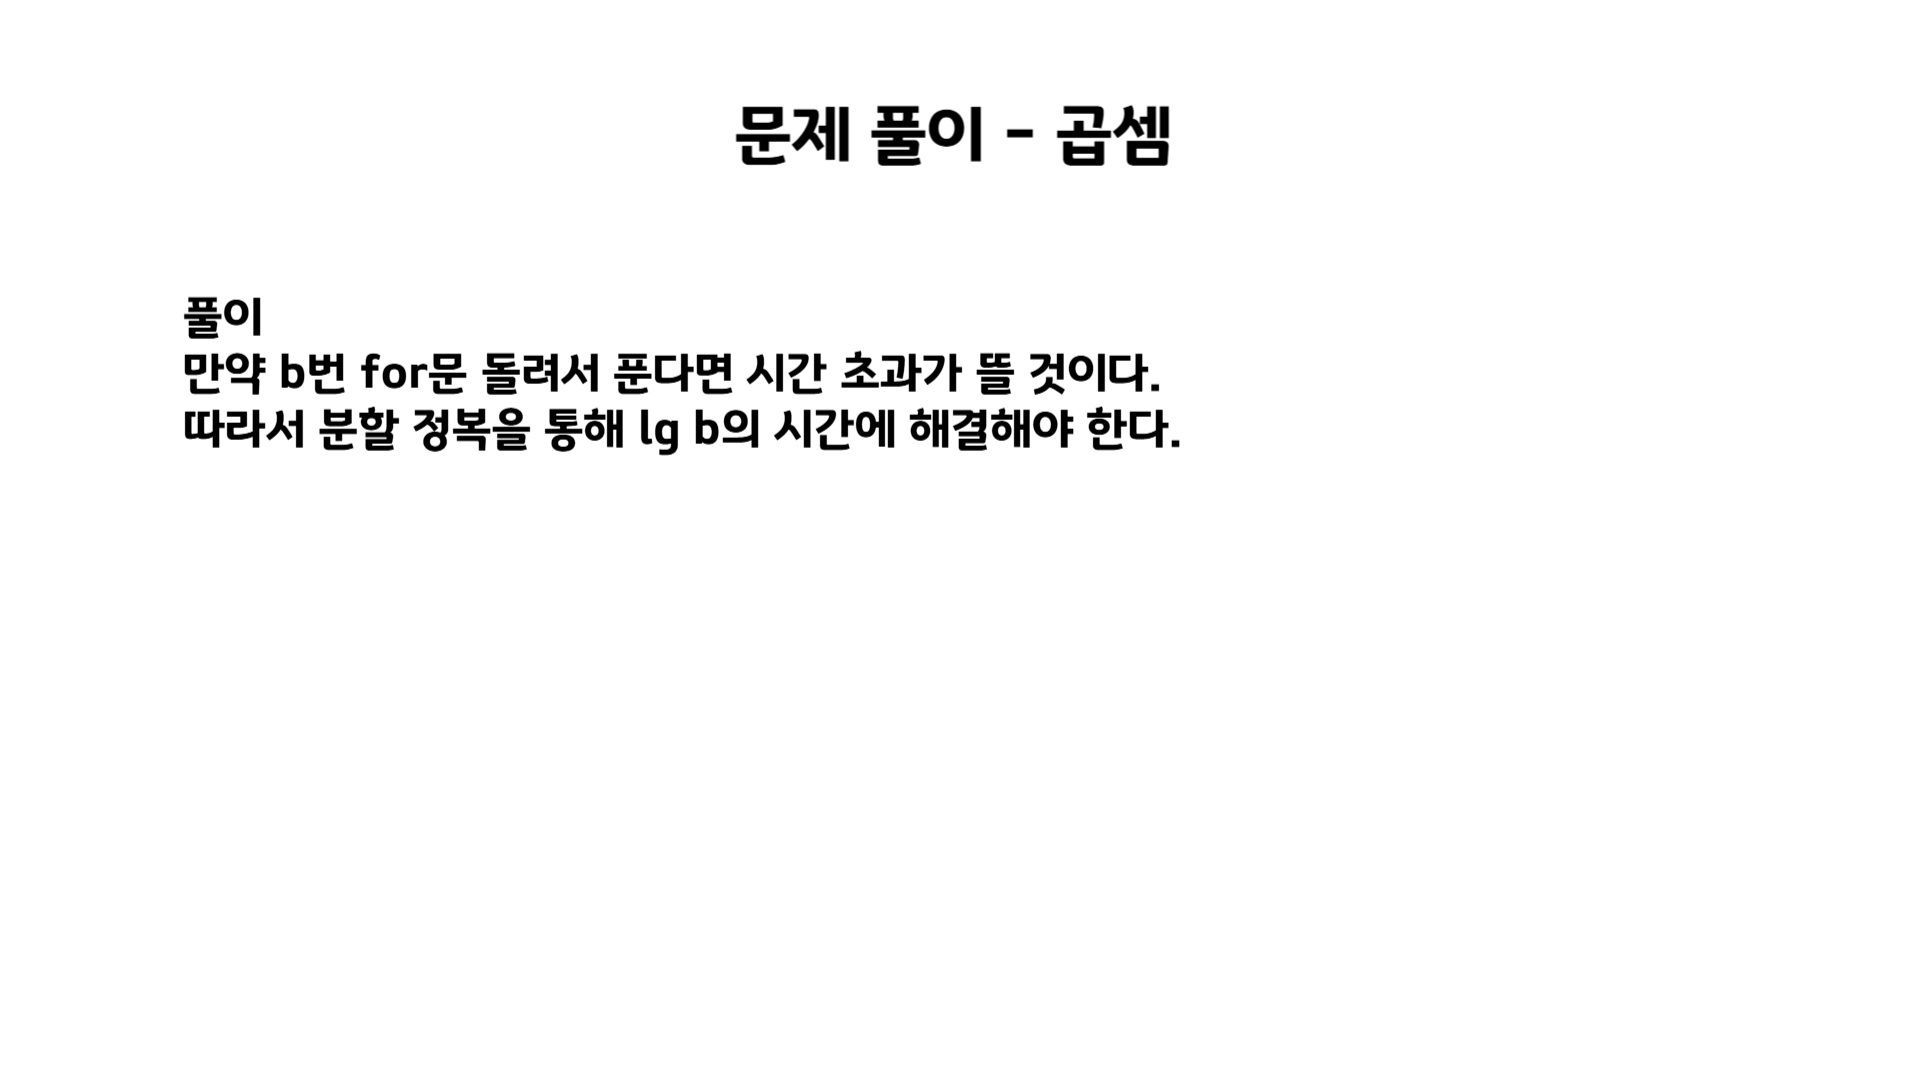 문제 풀이 - 곱셈
풀이
만약 b번 for문 돌려서 푼다면 시간 초과가 뜰 것이다.
따라서 분할 정복을 통해 lg b의 시간에 해결해야 한다.